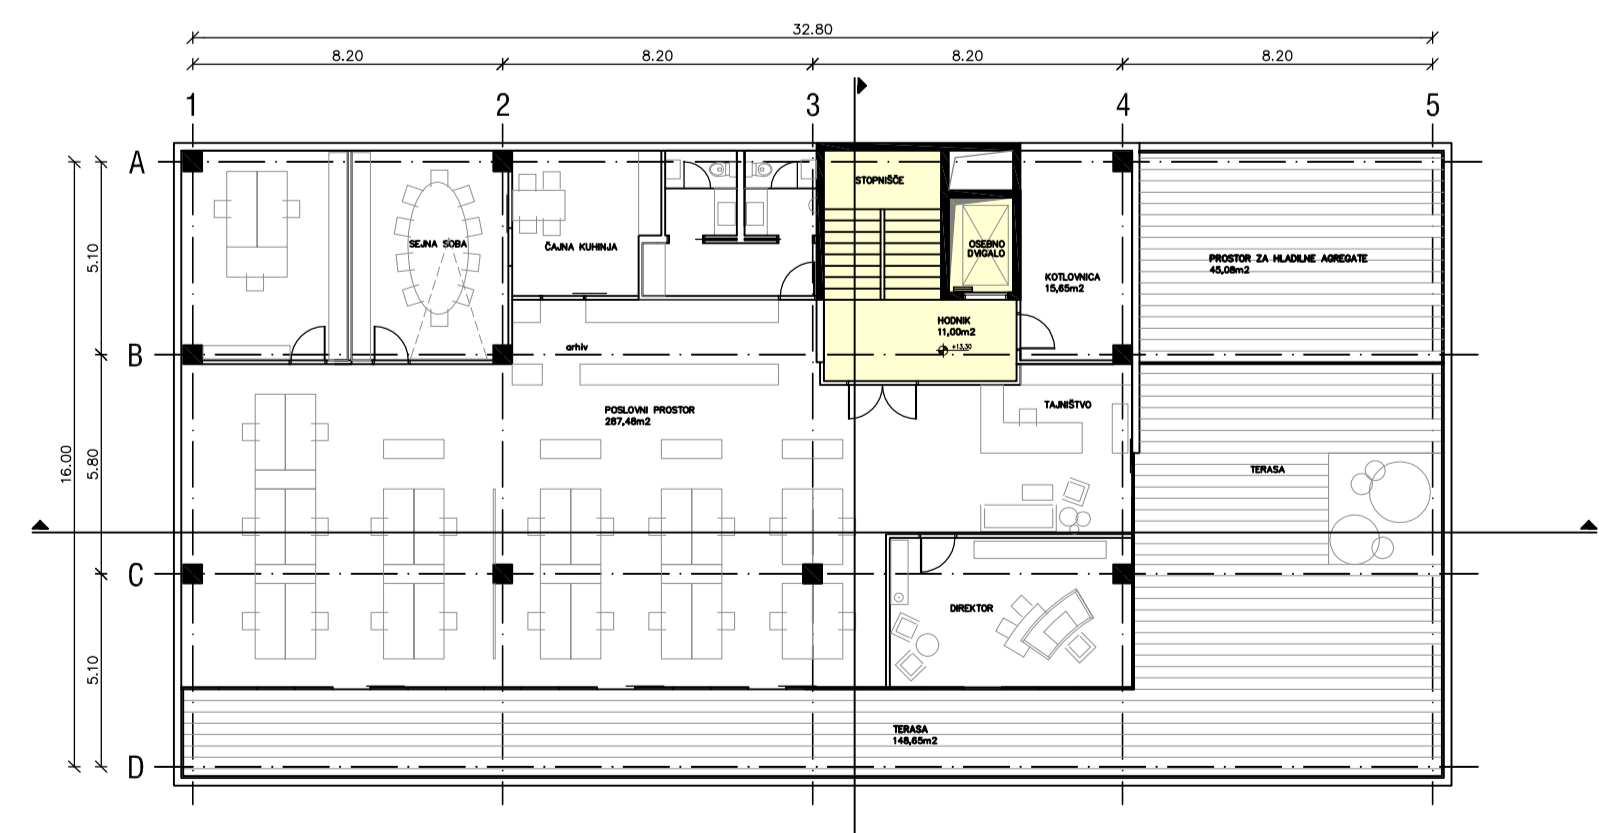 32.80
8.20 8.20 8.20 8.20
1 2 3 4 5
A
B
C
D
5.10
5.80
5.10
16.00
STOPNIŠČE
SEJNA SOBA
ČAJNA KUHINJA
OSEBNO
DVIGALO
KOTLOVNICA
15,65m2
PROSTOR ZA HLADILNE AGREGATE
45,08m2
HODNIK
11,00m2
+13,30
arhiv
POSLOVNI PROSTOR
287,48m2
TAJNIŠTVO
TERASA
DIREKTOR
TERASA
148,65m2